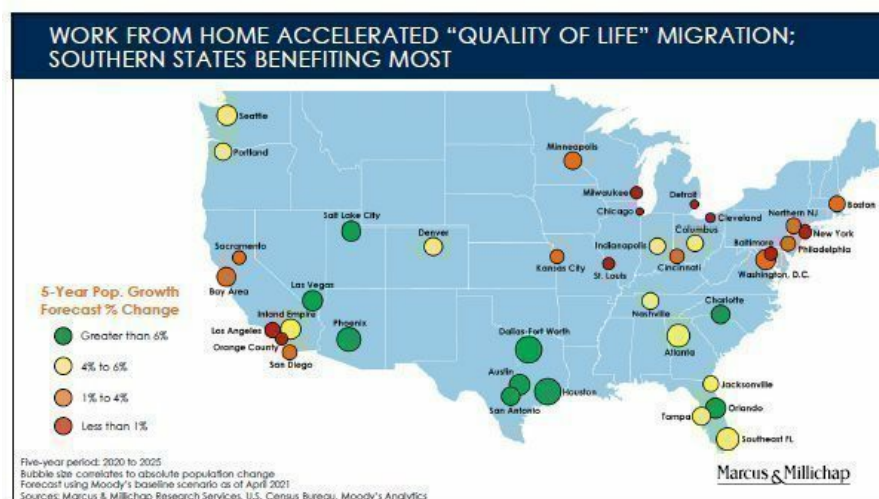 WORK FROM HOME ACCELERATED “QUALITY OF LIFE” MIGRATION;
SOUTHERN STATES BENEFITING MOST
Seattle
Portland
Minneapolis
Milwaukee
Detroit
Boston
Chicago
Cleveland
Northern NJ
New York
Salt Lake City
Denver
Columbus
Indianapolis
Baltimore
Philadelphia
Sacramento
Kansas City
St. Louis
Cincinnati
Washington, D.C.
Bay Area
Las Vegas
5-Year Pop. Growth
Forecast % Change
Greater than 6%
4% to 6%
1% to 4%
Less than 1%
Inland Empire
Los Angeles
Orange County
San Diego
Phoenix
Nashville
Charlotte
Dallas-Fort Worth
Atlanta
Austin
Houston
San Antonio
Jacksonville
Orlando
Tampa
Southeast FL
Five-year period: 2020 to 2025
Bubble size correlates to absolute population change
Forecast using Moody's baseline scenario as of April 2021
Sources: Marcus & Millichap Research Services, U.S. Census Bureau, Moody's Analytics
Marcus & Millichap